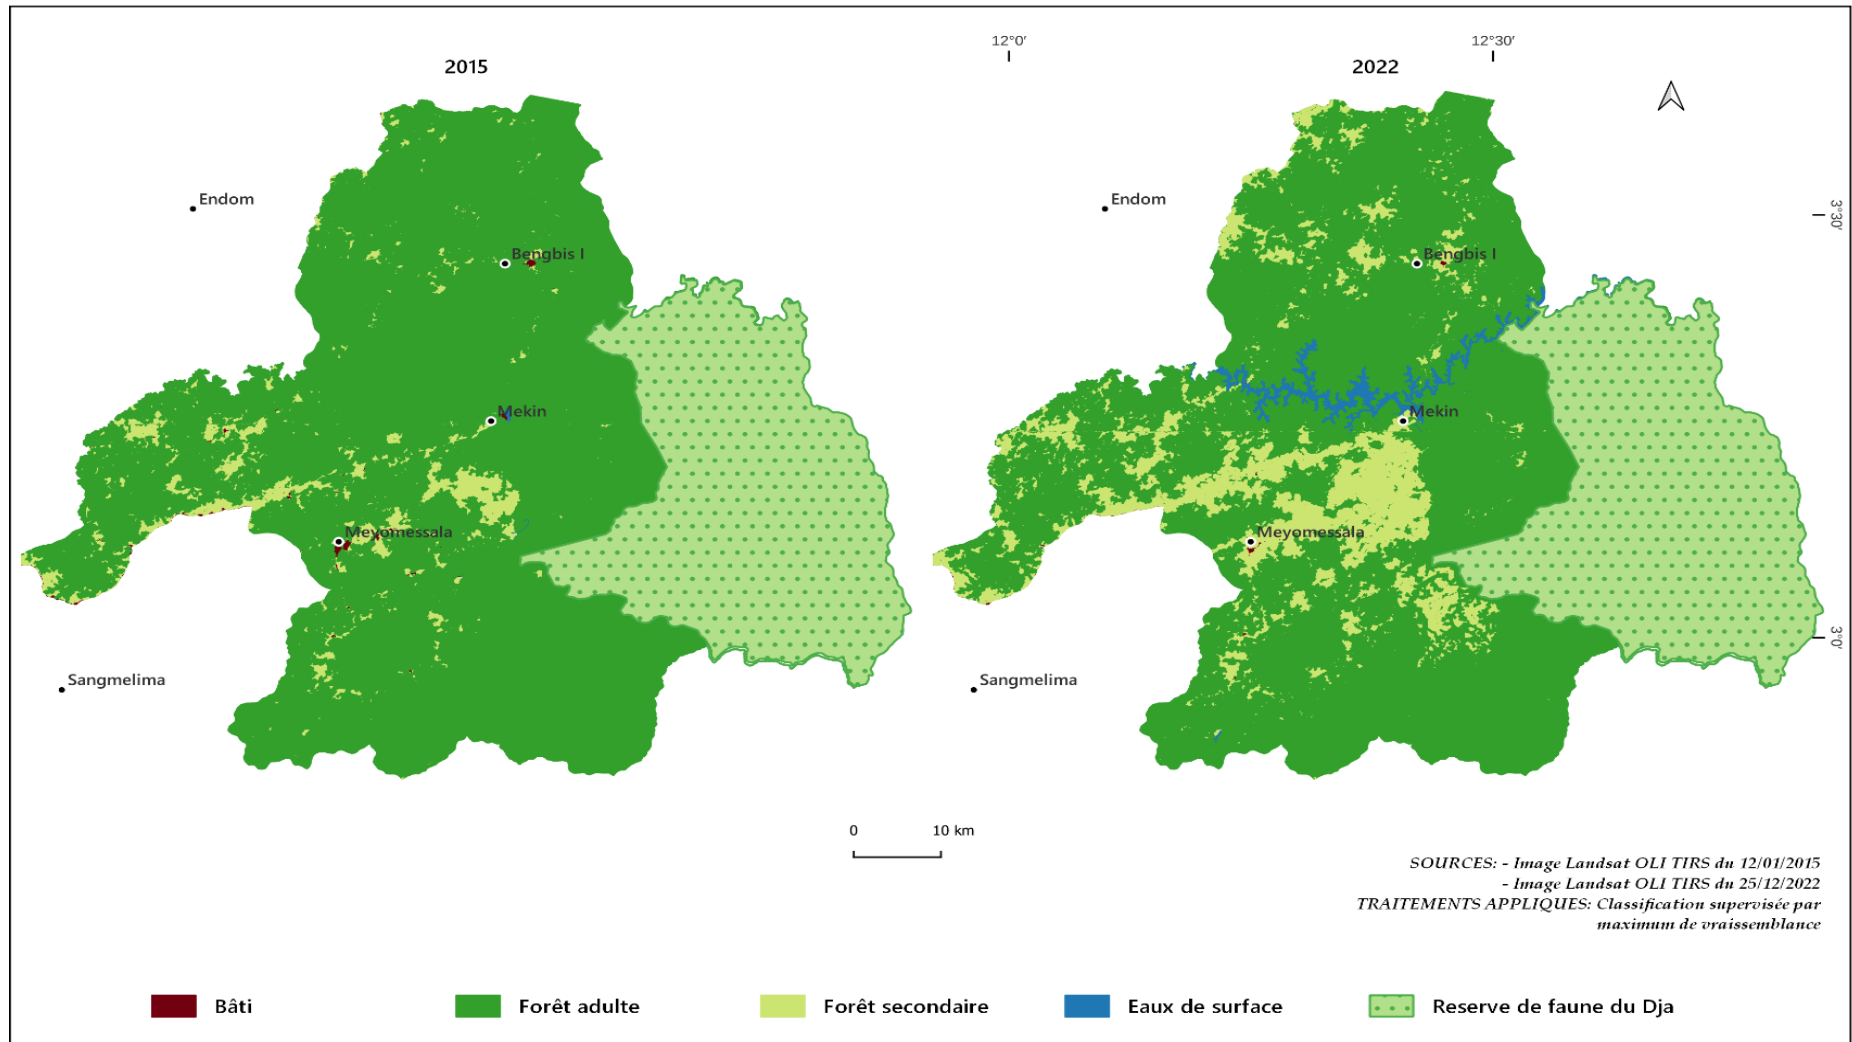 12°0′
12°30′
2015
2022
Endom
Bengbis I
Mekin
Meyomessala
Sangmelima
Endom
Bengbis I
Mekin
Meyomessala
Sangmelima
3°30′
3°0′
0 10 km
SOURCES: - Image Landsat OLI TIRS du 12/01/2015
- Image Landsat OLI TIRS du 25/12/2022
TRAITEMENTS APPLIQUES: Classification supervisée par
maximum de vraissemblance
Bâti
Forêt adulte
Forêt secondaire
Eaux de surface
Reserve de faune du Dja